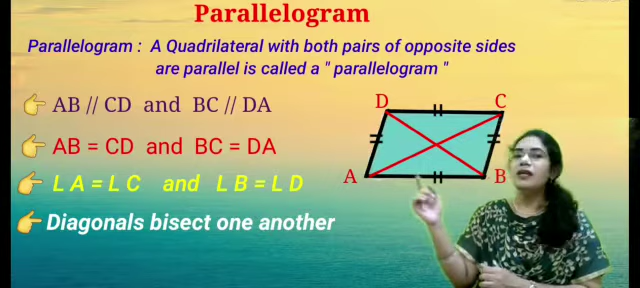 Parallelogram
Parallelogram : A Quadrilateral with both pairs of opposite sides
are parallel is called a " parallelogram "
AB // CD and BC // DA
AB = CD and BC = DA
L A = L C and L B = L D
Diagonals bisect one another
D C
A B